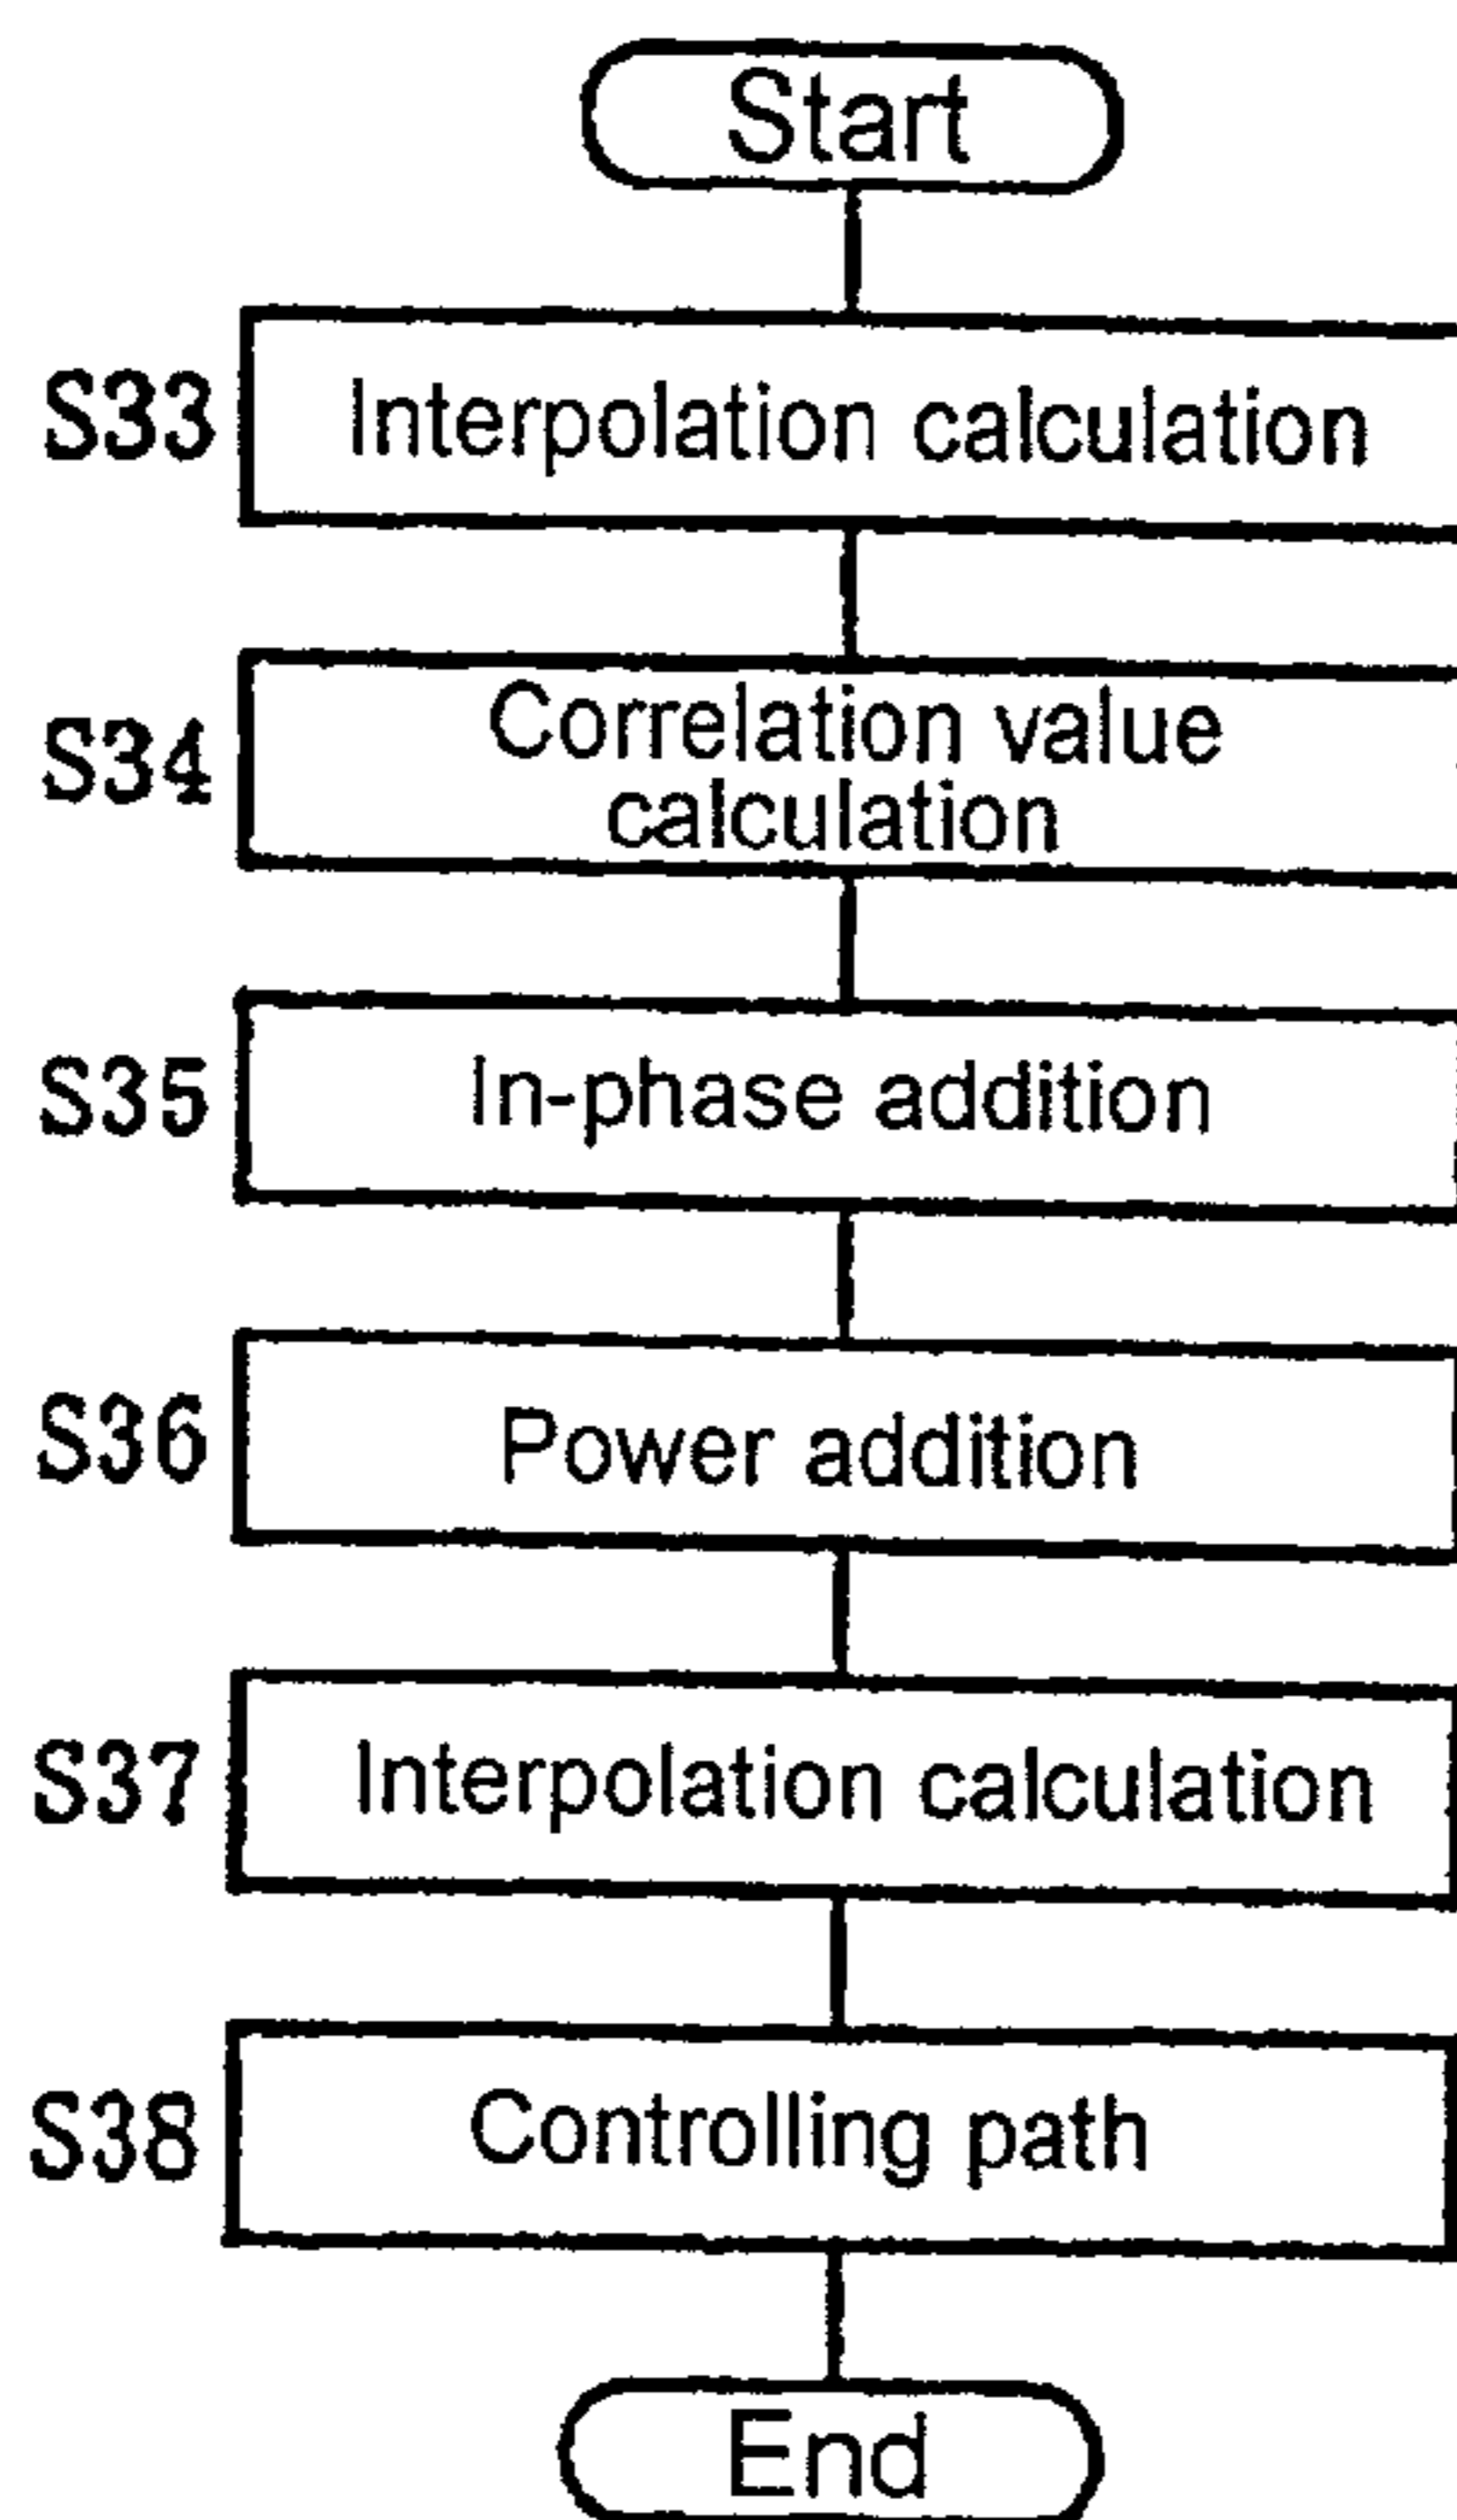 Start
S33 Interpolation calculation
S34 Correlation value
calculation
S35 In-phase addition
S36 Power addition
S37 Interpolation calculation
S38 Controlling path
End